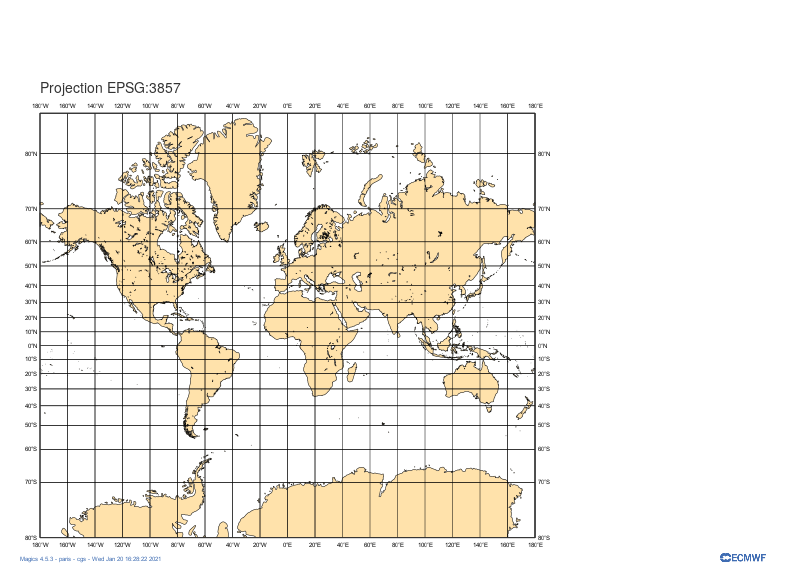 Projection EPSG:3857
180°W 160°W 140°W 120°W 100°W 80°W 60°W 40°W 20°W 0°E 20°E 40°E 60°E 80°E 100°E 120°E 140°E 160°E 180°E
80°N 80°N
70°N 70°N
60°N 60°N
50°N 50°N
40°N 40°N
30°N 30°N
20°N 20°N
10°N 10°N
0°N 0°N
10°S 10°S
20°S 20°S
30°S 30°S
40°S 40°S
50°S 50°S
60°S 60°S
70°S 70°S
80°S 80°S
180°W 160°W 140°W 120°W 100°W 80°W 60°W 40°W 20°W 0°E 20°E 40°E 60°E 80°E 100°E 120°E 140°E 160°E 180°E
Magics 4.5.3 - paris - cgs - Wed Jan 20 16:28:22 2021
ECMWF